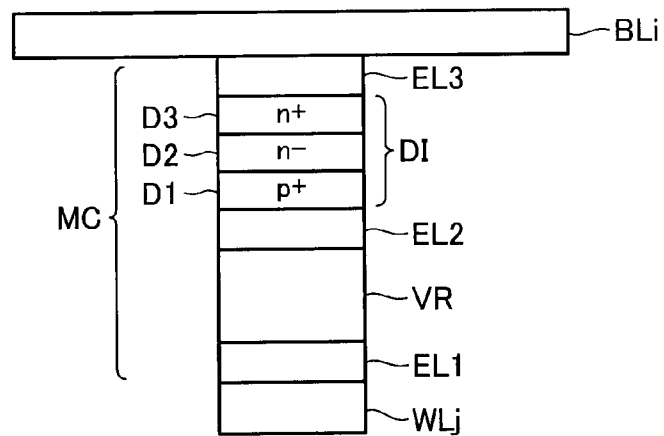 BLi
EL3
D3 n+
D2 n− DI
D1 p+
MC
EL2
VR
EL1
WLj